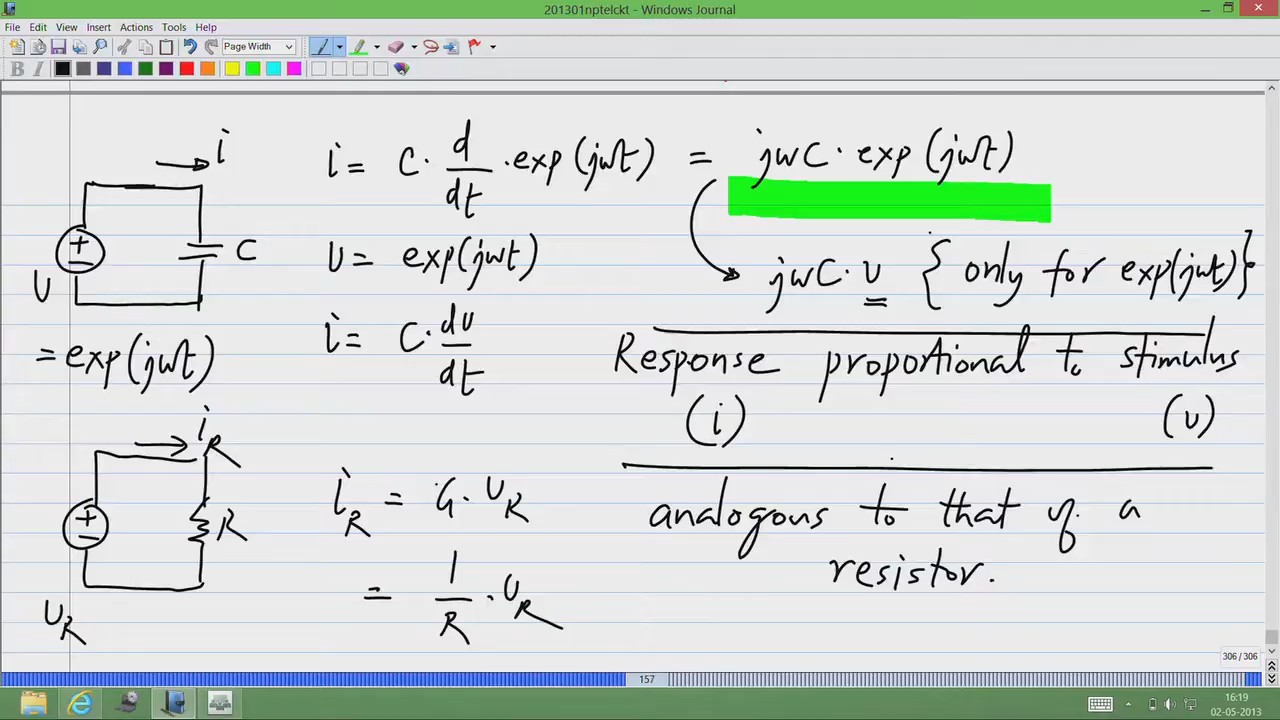 201301nptelckt - Windows Journal
File Edit View Insert Actions Tools Help
Page Width
B I
i
i = C · d/dt · exp(jωt) = jωC · exp(jωt)
+ − C
v
v = exp(jωt)
jωC · v { only for exp(jωt)}
= exp(jωt)
i = C · dv/dt
Response proportional to stimulus
(i) (v)
i_R
+ − R
v_R
i_R = G · v_R
= 1/R · v_R
analogous to that of a
resistor.
306 / 306
157
16:19
02-05-2013